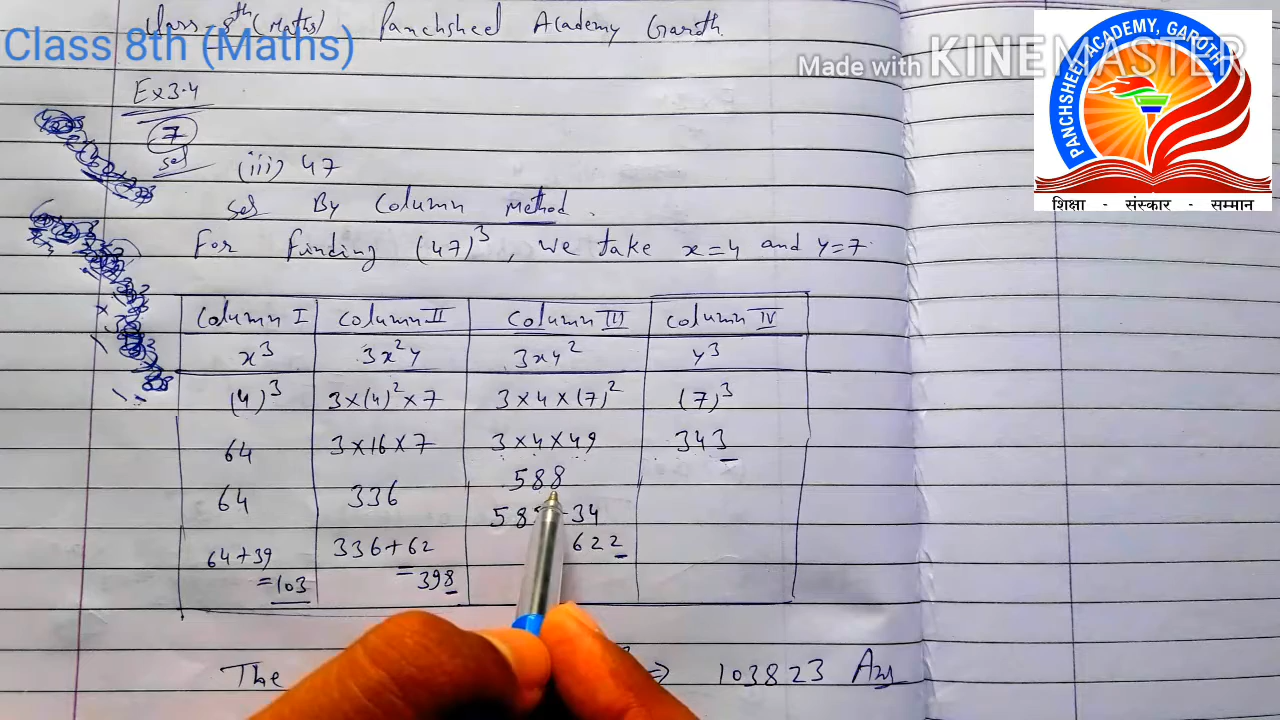 Class 8th (Maths) Panchsheel Academy Garoth
Class 8th (Maths)
Made with KINEMASTER
PANCHSHEEL ACADEMY, GAROTH
शिक्षा - संस्कार - सम्मान
Ex 3.4
7
Sol (iii) 47
Sol By Column Method.
For finding (47)³, we take x=4 and y=7.
Column I Column II Column III Column IV
x³ 3x²y 3xy² y³
(4)³ 3×(4)²×7 3×4×(7)² (7)³
64 3×16×7 3×4×49 343
64 336 588
58 34
64+39 336+62 622
=103 =398
The ⇒ 103823 Ans